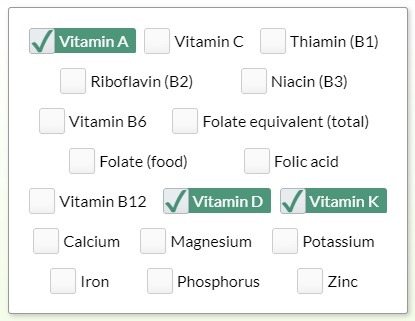 Vitamin A Vitamin C Thiamin (B1)
Riboflavin (B2) Niacin (B3)
Vitamin B6 Folate equivalent (total)
Folate (food) Folic acid
Vitamin B12 Vitamin D Vitamin K
Calcium Magnesium Potassium
Iron Phosphorus Zinc